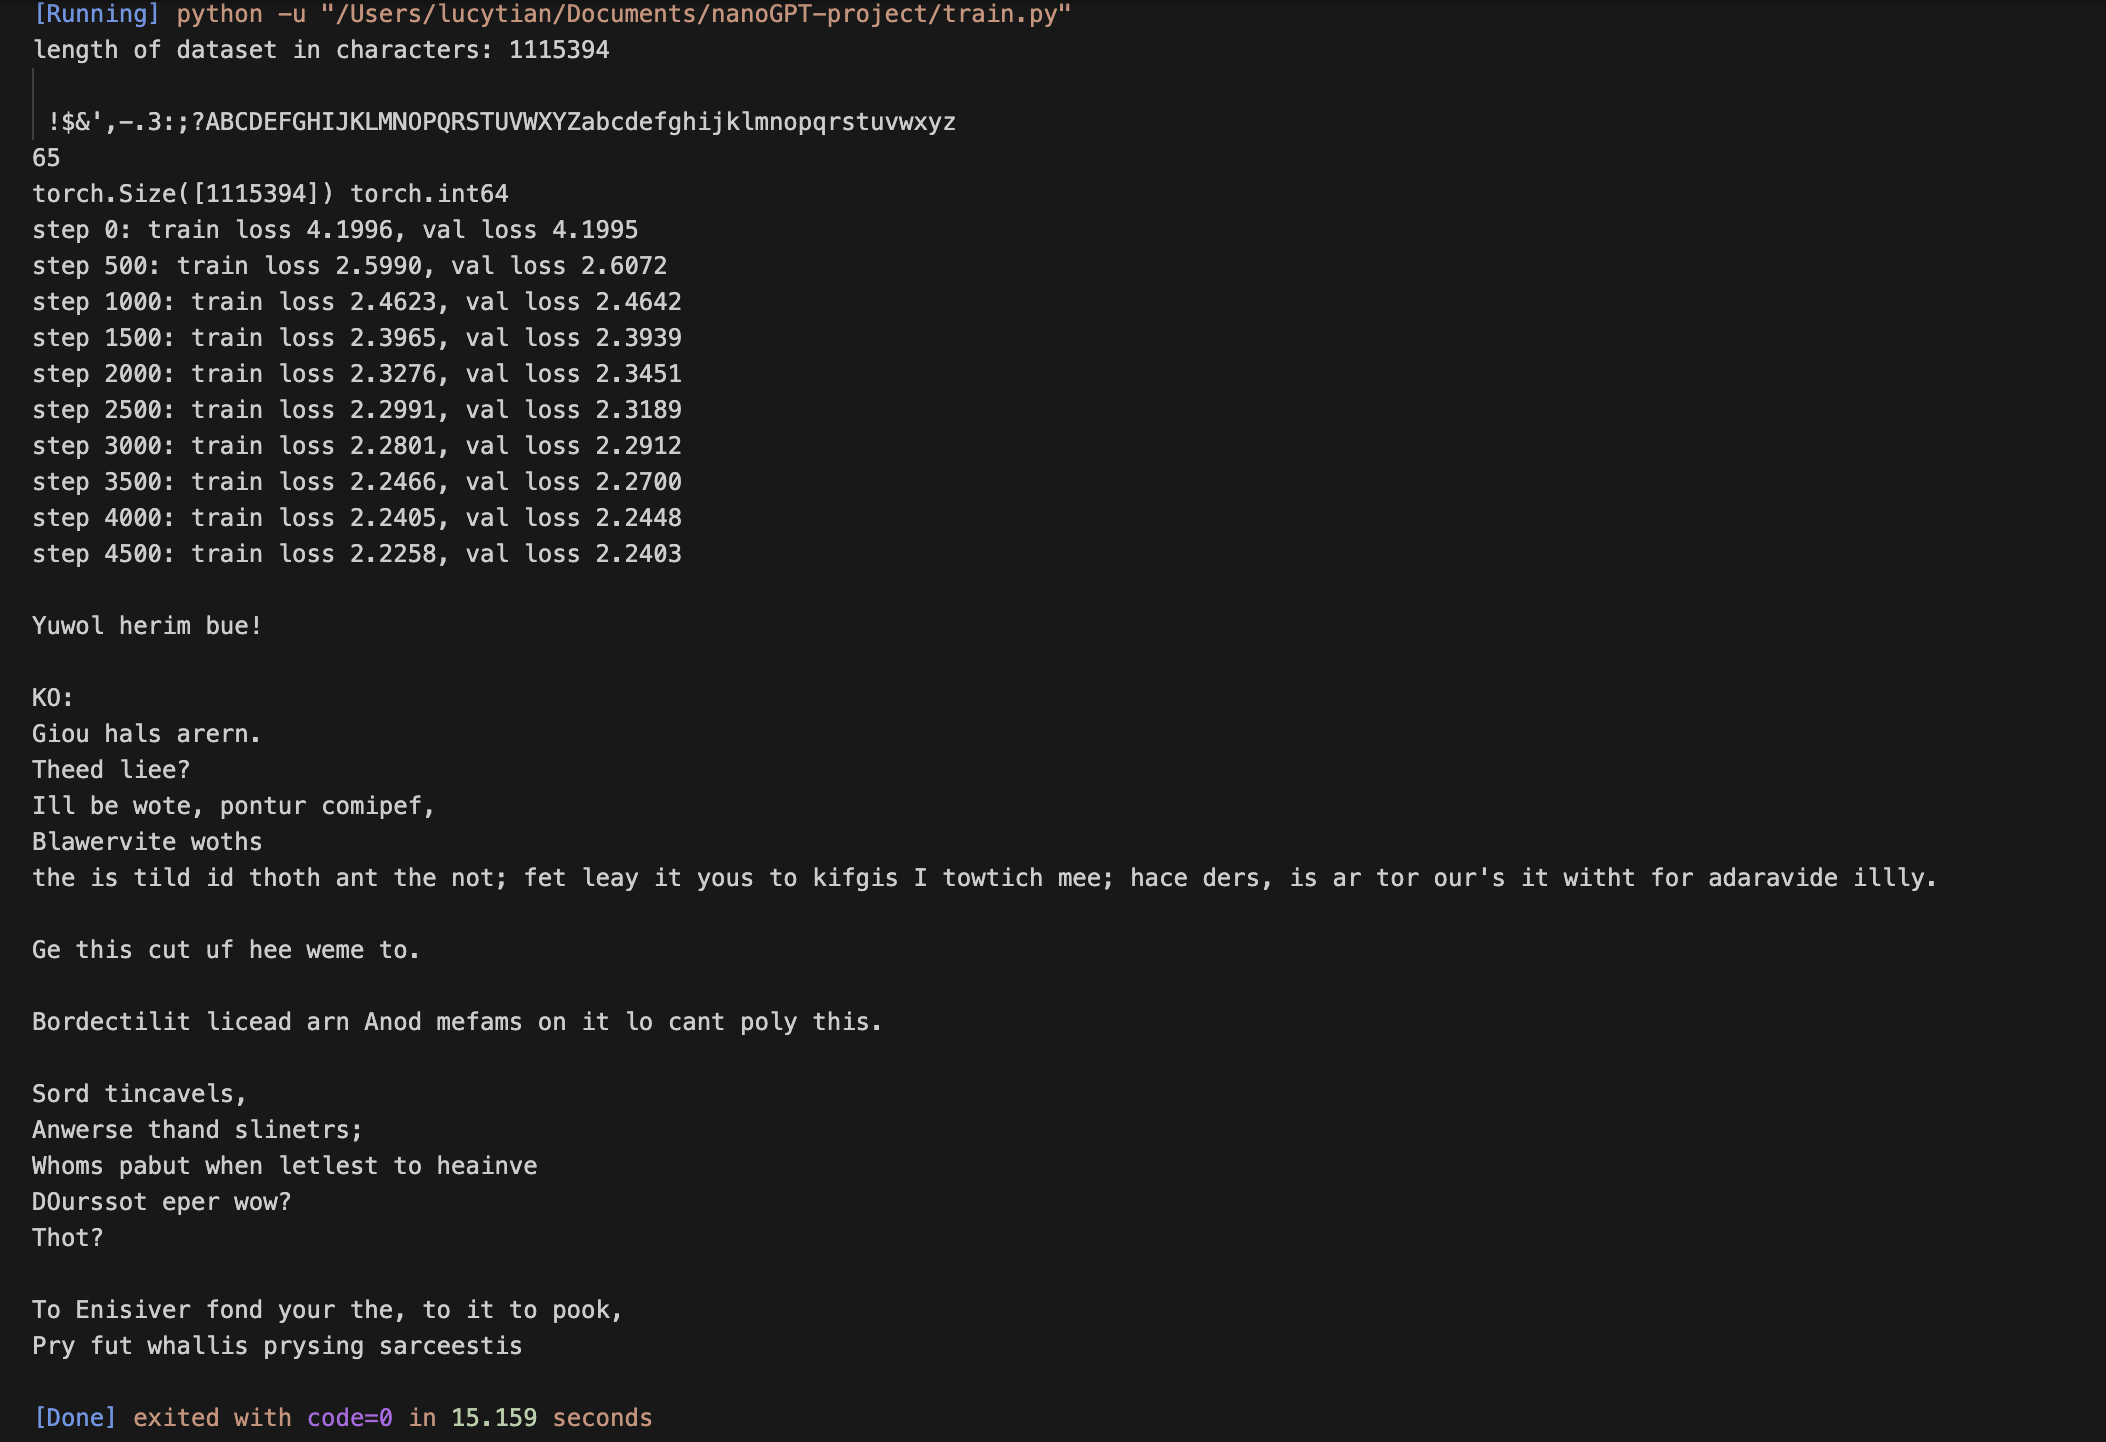 [Running] python -u "/Users/lucytian/Documents/nanoGPT-project/train.py"
length of dataset in characters: 1115394
 !$&',-.3:;?ABCDEFGHIJKLMNOPQRSTUVWXYZabcdefghijklmnopqrstuvwxyz
65
torch.Size([1115394]) torch.int64
step 0: train loss 4.1996, val loss 4.1995
step 500: train loss 2.5990, val loss 2.6072
step 1000: train loss 2.4623, val loss 2.4642
step 1500: train loss 2.3965, val loss 2.3939
step 2000: train loss 2.3276, val loss 2.3451
step 2500: train loss 2.2991, val loss 2.3189
step 3000: train loss 2.2801, val loss 2.2912
step 3500: train loss 2.2466, val loss 2.2700
step 4000: train loss 2.2405, val loss 2.2448
step 4500: train loss 2.2258, val loss 2.2403
Yuwol herim bue!
KO:
Giou hals arern.
Theed liee?
Ill be wote, pontur comipef,
Blawervite woths
the is tild id thoth ant the not; fet leay it yous to kifgis I towtich mee; hace ders, is ar tor our's it witht for adaravide illly.
Ge this cut uf hee weme to.
Bordectilit licead arn Anod mefams on it lo cant poly this.
Sord tincavels,
Anwerse thand slinetrs;
Whoms pabut when letlest to heainve
DOurssot eper wow?
Thot?
To Enisiver fond your the, to it to pook,
Pry fut whallis prysing sarceestis
[Done] exited with code=0 in 15.159 seconds